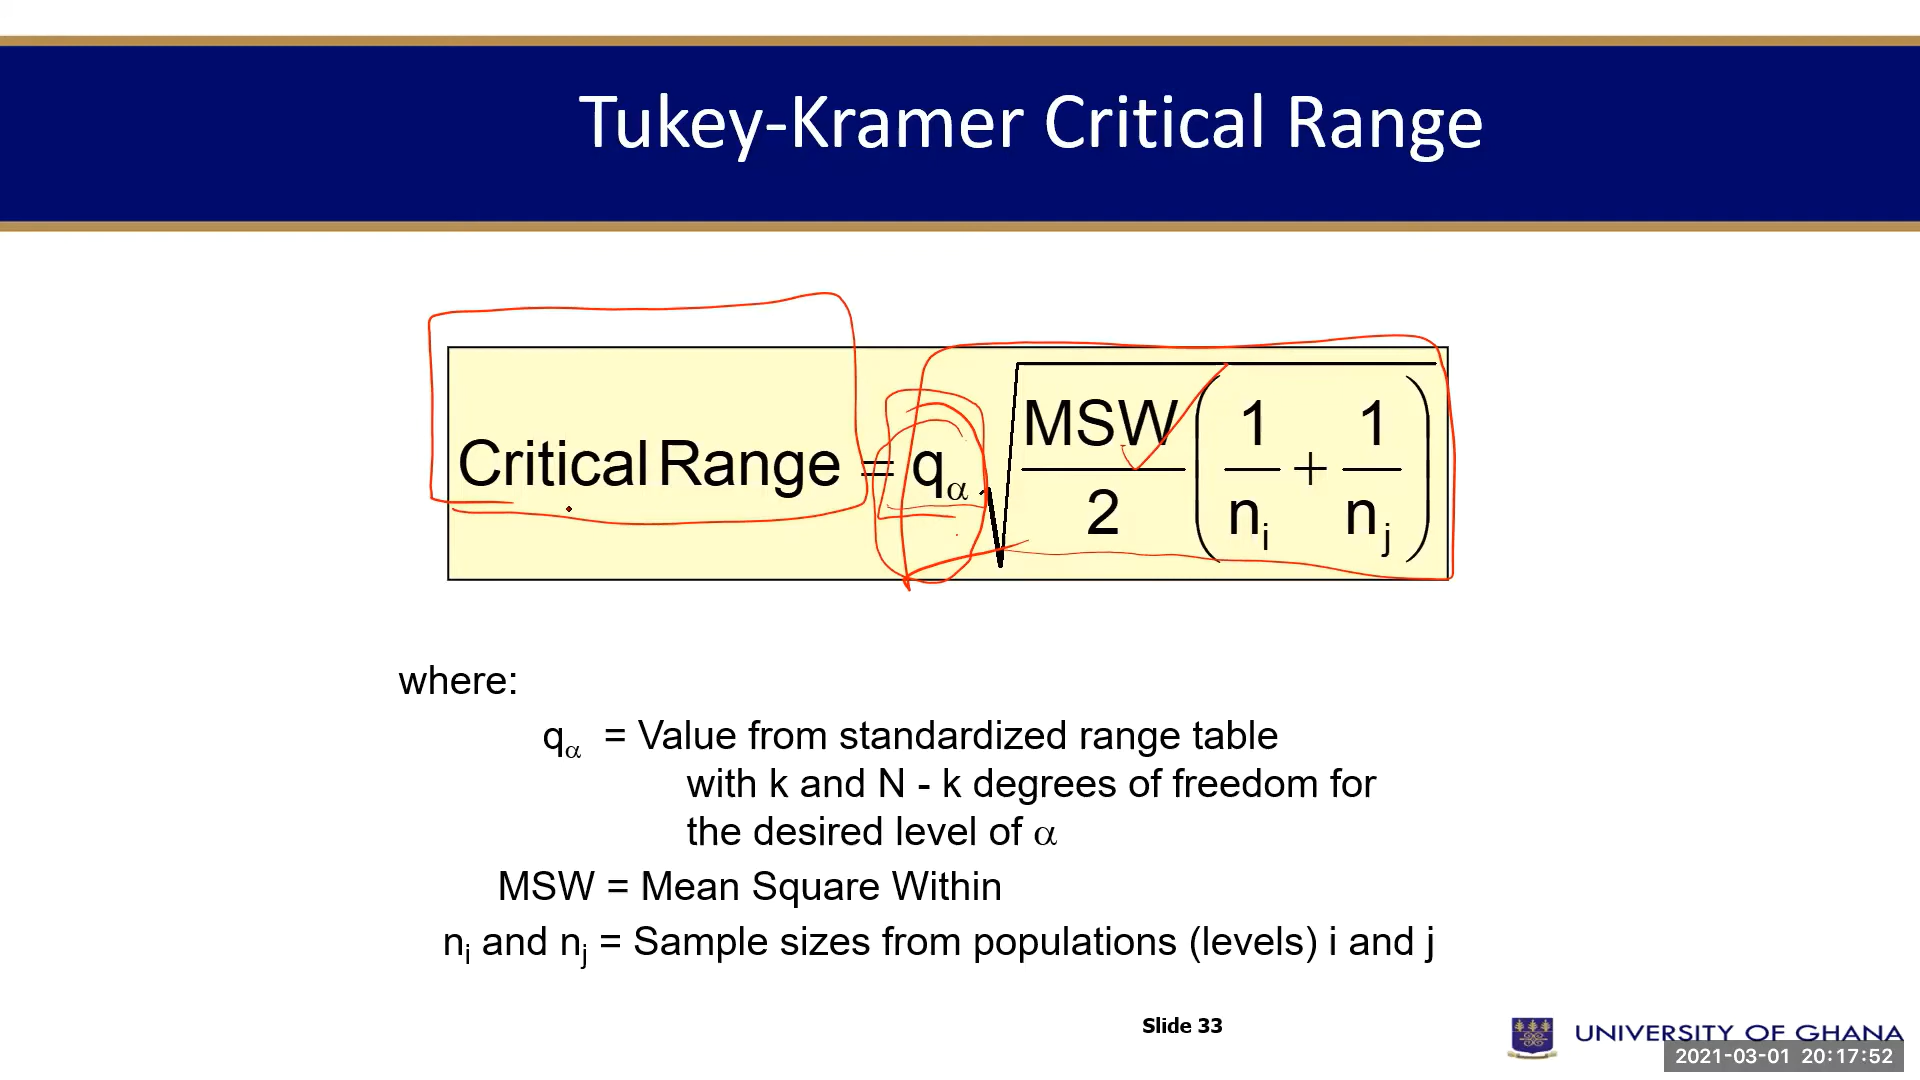 Tukey-Kramer Critical Range
Critical Range = qα √(MSW/2 (1/ni + 1/nj))
where:
qα = Value from standardized range table
with k and N - k degrees of freedom for
the desired level of α
MSW = Mean Square Within
ni and nj = Sample sizes from populations (levels) i and j
Slide 33
UNIVERSITY OF GHANA
2021-03-01 20:17:52